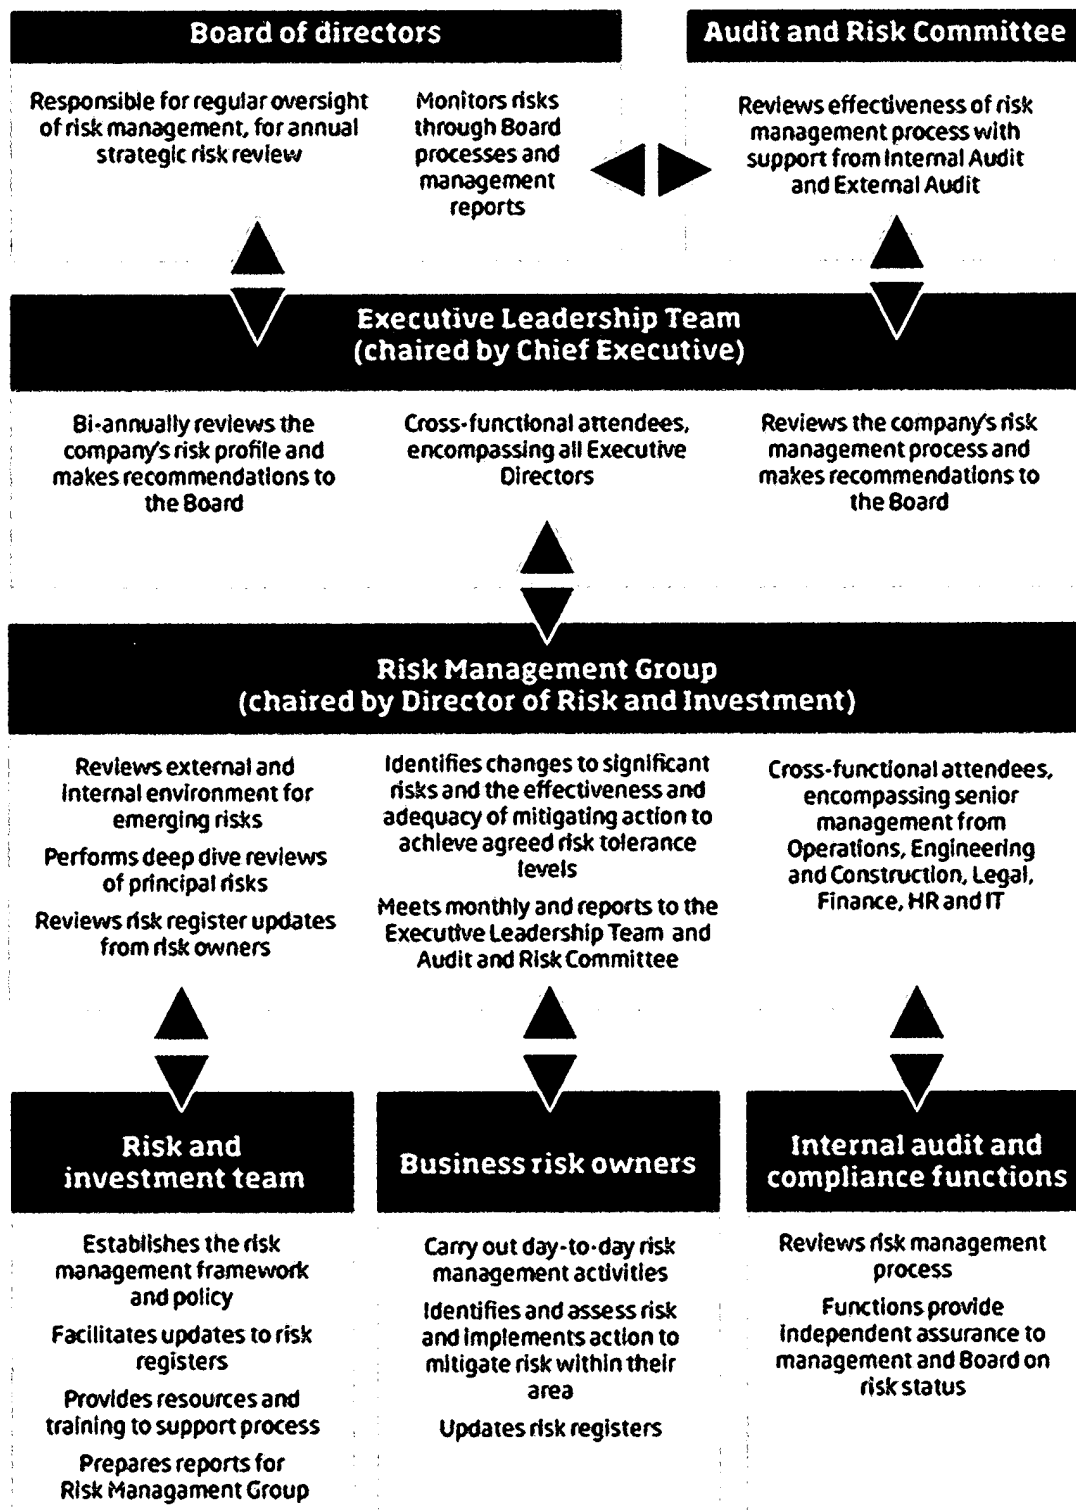 Board of directors
Responsible for regular oversight
of risk management, for annual
strategic risk review
Monitors risks
through Board
processes and
management
reports
Audit and Risk Committee
Reviews effectiveness of risk
management process with
support from Internal Audit
and External Audit
Executive Leadership Team
(chaired by Chief Executive)
Bi-annually reviews the
company's risk profile and
makes recommendations to
the Board
Cross-functional attendees,
encompassing all Executive
Directors
Reviews the company's risk
management process and
makes recommendations to
the Board
Risk Management Group
(chaired by Director of Risk and Investment)
Reviews external and
internal environment for
emerging risks
Performs deep dive reviews
of principal risks
Reviews risk register updates
from risk owners
Identifies changes to significant
risks and the effectiveness and
adequacy of mitigating action to
achieve agreed risk tolerance
levels
Meets monthly and reports to the
Executive Leadership Team and
Audit and Risk Committee
Cross-functional attendees,
encompassing senior
management from
Operations, Engineering
and Construction, Legal,
Finance, HR and IT
Risk and
investment team
Establishes the risk
management framework
and policy
Facilitates updates to risk
registers
Provides resources and
training to support process
Prepares reports for
Risk Managament Group
Business risk owners
Carry out day-to-day risk
management activities
Identifies and assess risk
and implements action to
mitigate risk within their
area
Updates risk registers
Internal audit and
compliance functions
Reviews risk management
process
Functions provide
independent assurance to
management and Board on
risk status